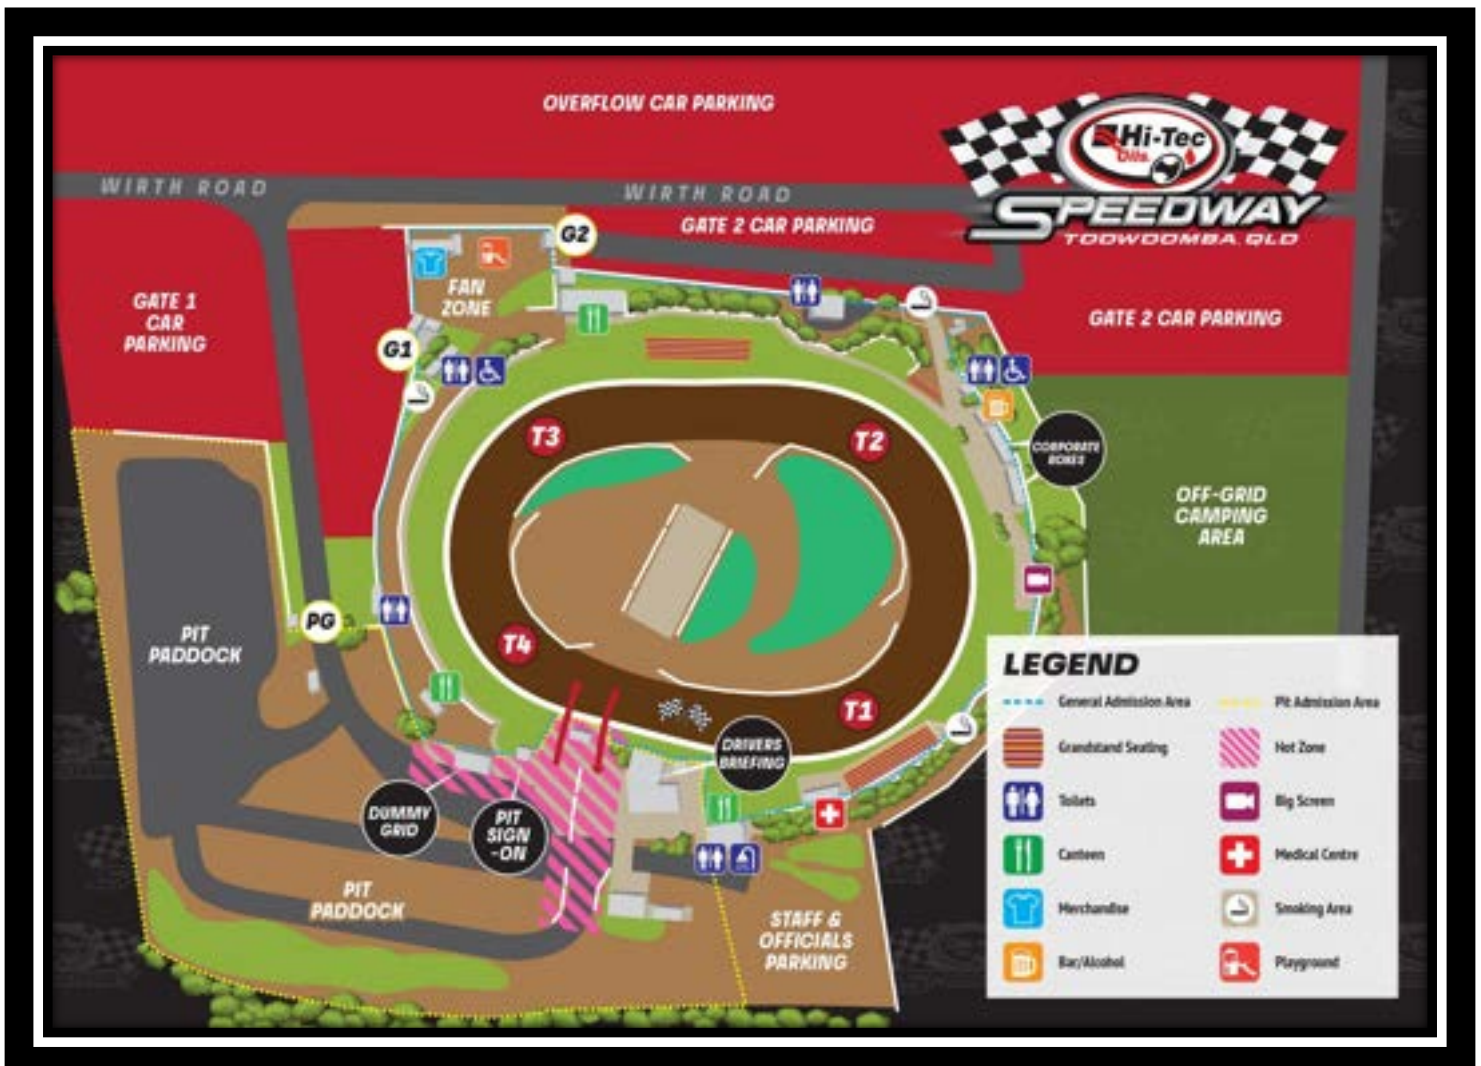 OVERFLOW CAR PARKING
Hi-Tec
Oils
SPEEDWAY
TOOWOOMBA QLD
WIRTH ROAD
WIRTH ROAD
GATE 2 CAR PARKING
G2
FAN
ZONE
GATE 1
CAR
PARKING
GATE 2 CAR PARKING
G1
T3
T2
CORPORATE
BOXES
OFF-GRID
CAMPING
AREA
PG
PIT
PADDOCK
T4
T1
DRIVERS
BRIEFING
DUMMY
GRID
PIT
SIGN
-ON
PIT
PADDOCK
STAFF &
OFFICIALS
PARKING
LEGEND
General Admission Area
Pit Admission Area
Grandstand Seating
Hot Zone
Toilets
Big Screen
Canteen
Medical Centre
Merchandise
Smoking Area
Bar/Alcohol
Playground